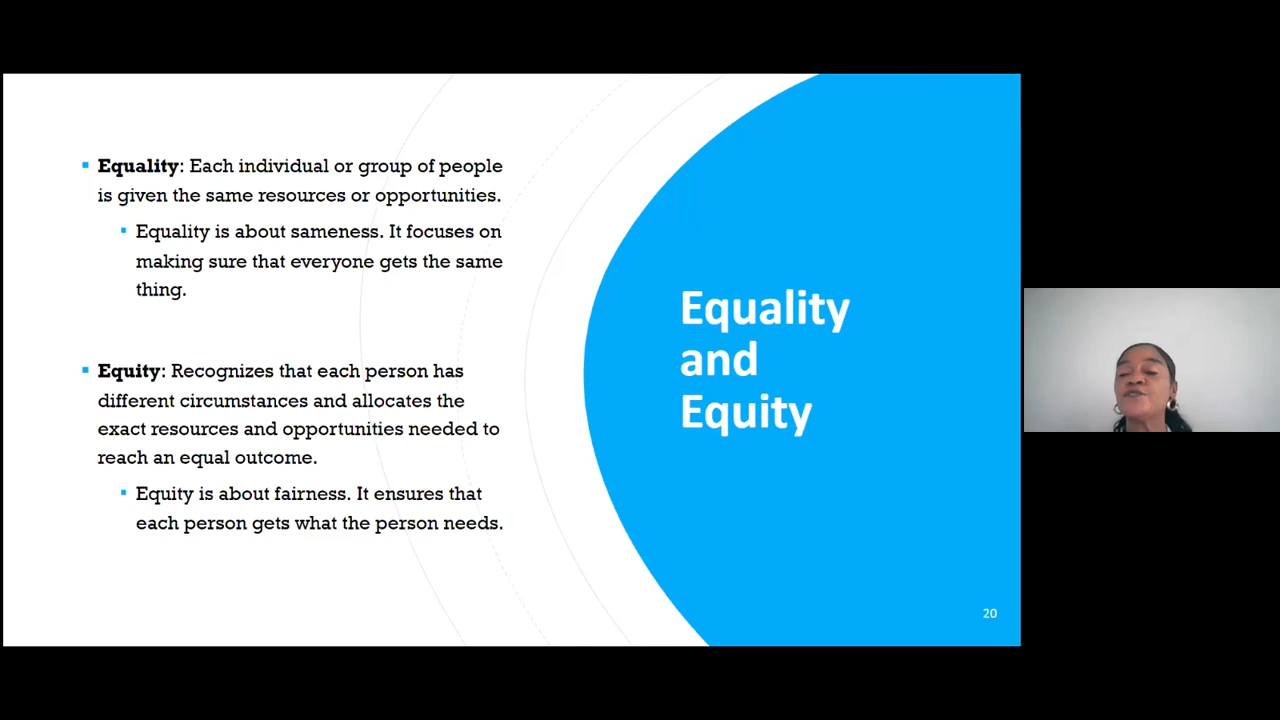 Equality: Each individual or group of people
is given the same resources or opportunities.
Equality is about sameness. It focuses on
making sure that everyone gets the same
thing.
Equity: Recognizes that each person has
different circumstances and allocates the
exact resources and opportunities needed to
reach an equal outcome.
Equity is about fairness. It ensures that
each person gets what the person needs.
Equality
and
Equity
20